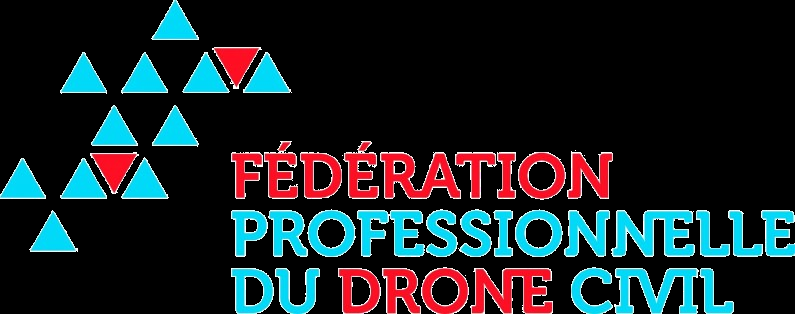 FÉDÉRATION
PROFESSIONNELLE
DU DRONE CIVIL